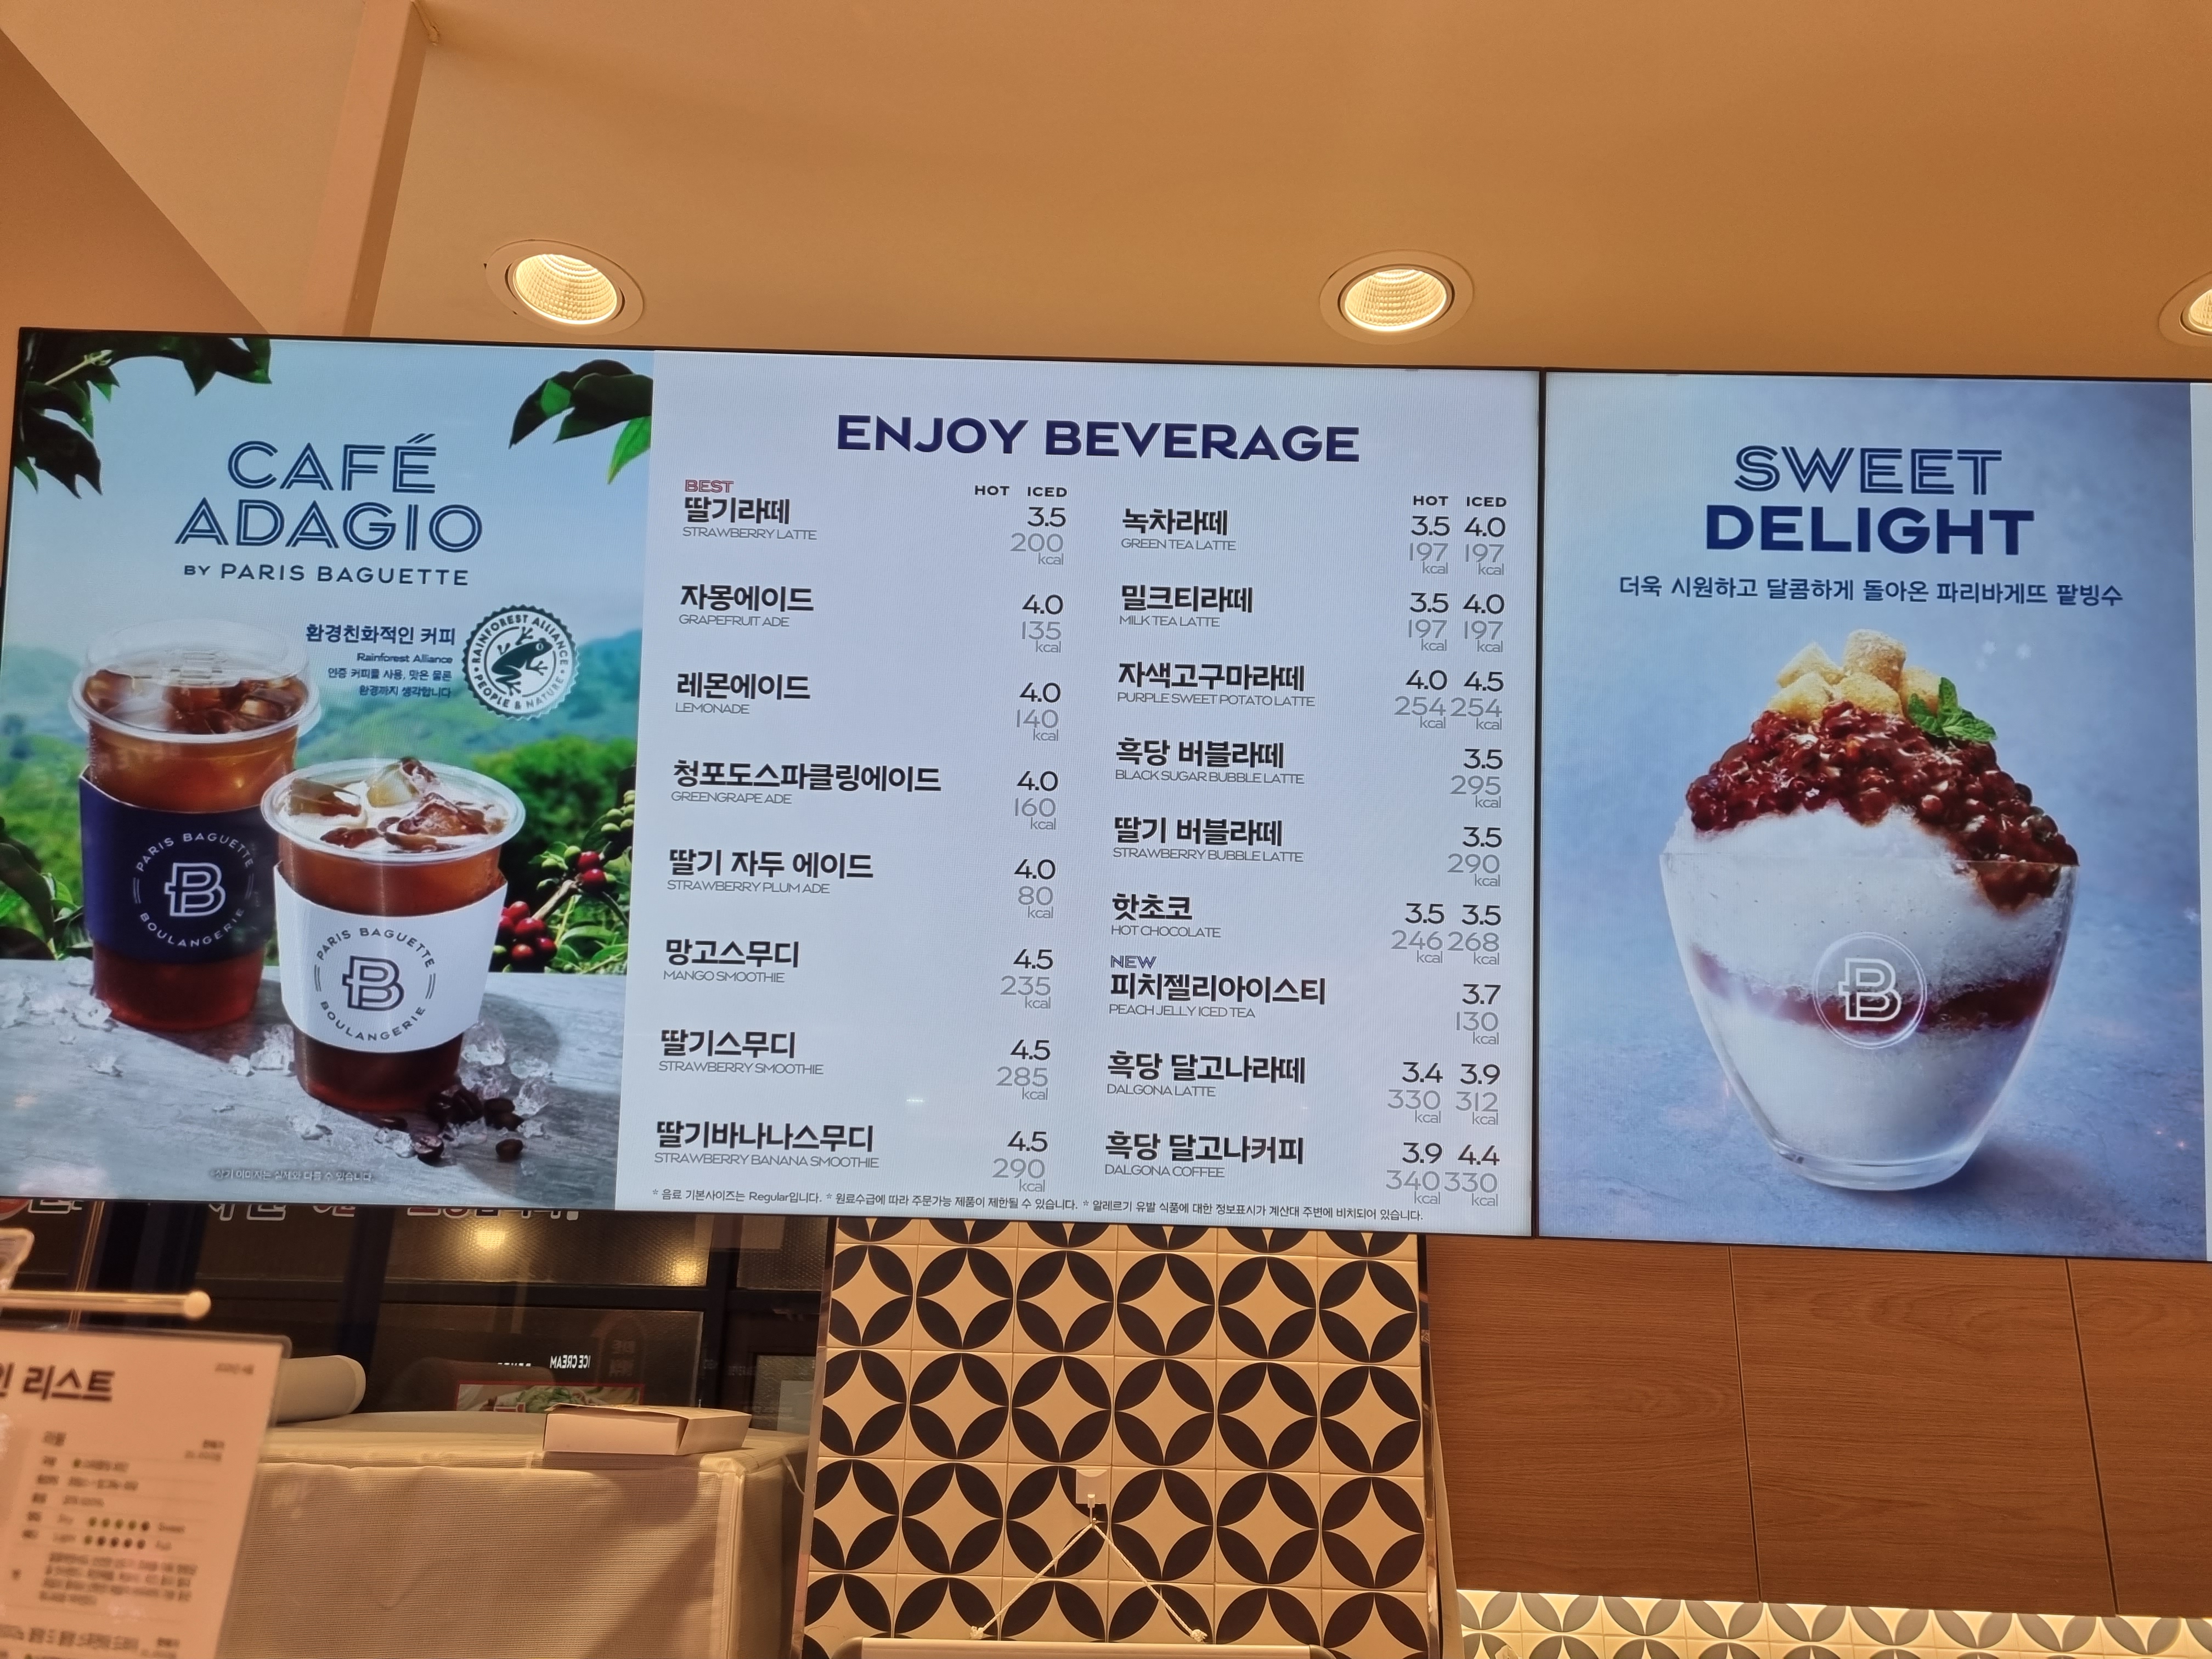 CAFÉ
ADAGIO
BY PARIS BAGUETTE
환경친화적인 커피
Rainforest Alliance
인증 커피를 사용, 맛은 물론
환경까지 생각합니다
RAINFOREST ALLIANCE
PEOPLE & NATURE
PARIS BAGUETTE
B
BOULANGERIE
PARIS BAGUETTE
B
BOULANGERIE
*상기 이미지는 실제와 다를 수 있습니다.
ENJOY BEVERAGE
HOT ICED
BEST
딸기라떼 3.5
STRAWBERRY LATTE 200
kcal
자몽에이드 4.0
GRAPEFRUIT ADE 135
kcal
레몬에이드 4.0
LEMONADE 140
kcal
청포도스파클링에이드 4.0
GREENGRAPE ADE 160
kcal
딸기 자두 에이드 4.0
STRAWBERRY PLUM ADE 80
kcal
망고스무디 4.5
MANGO SMOOTHIE 235
kcal
딸기스무디 4.5
STRAWBERRY SMOOTHIE 285
kcal
딸기바나나스무디 4.5
STRAWBERRY BANANA SMOOTHIE 290
kcal
HOT ICED
녹차라떼 3.5 4.0
GREEN TEA LATTE 197 197
kcal kcal
밀크티라떼 3.5 4.0
MILK TEA LATTE 197 197
kcal kcal
자색고구마라떼 4.0 4.5
PURPLE SWEET POTATO LATTE 254 254
kcal kcal
흑당 버블라떼 3.5
BLACK SUGAR BUBBLE LATTE 295
kcal
딸기 버블라떼 3.5
STRAWBERRY BUBBLE LATTE 290
kcal
핫초코 3.5 3.5
HOT CHOCOLATE 246 268
kcal kcal
NEW
피치젤리아이스티 3.7
PEACH JELLY ICED TEA 130
kcal
흑당 달고나라떼 3.4 3.9
DALGONA LATTE 330 312
kcal kcal
흑당 달고나커피 3.9 4.4
DALGONA COFFEE 340 330
kcal kcal
* 음료 기본사이즈는 Regular입니다. * 원료수급에 따라 주문가능 제품이 제한될 수 있습니다. * 알레르기 유발 식품에 대한 정보표시가 계산대 주변에 비치되어 있습니다.
SWEET
DELIGHT
더욱 시원하고 달콤하게 돌아온 파리바게뜨 팥빙수
B
ICE CREAM
리스트